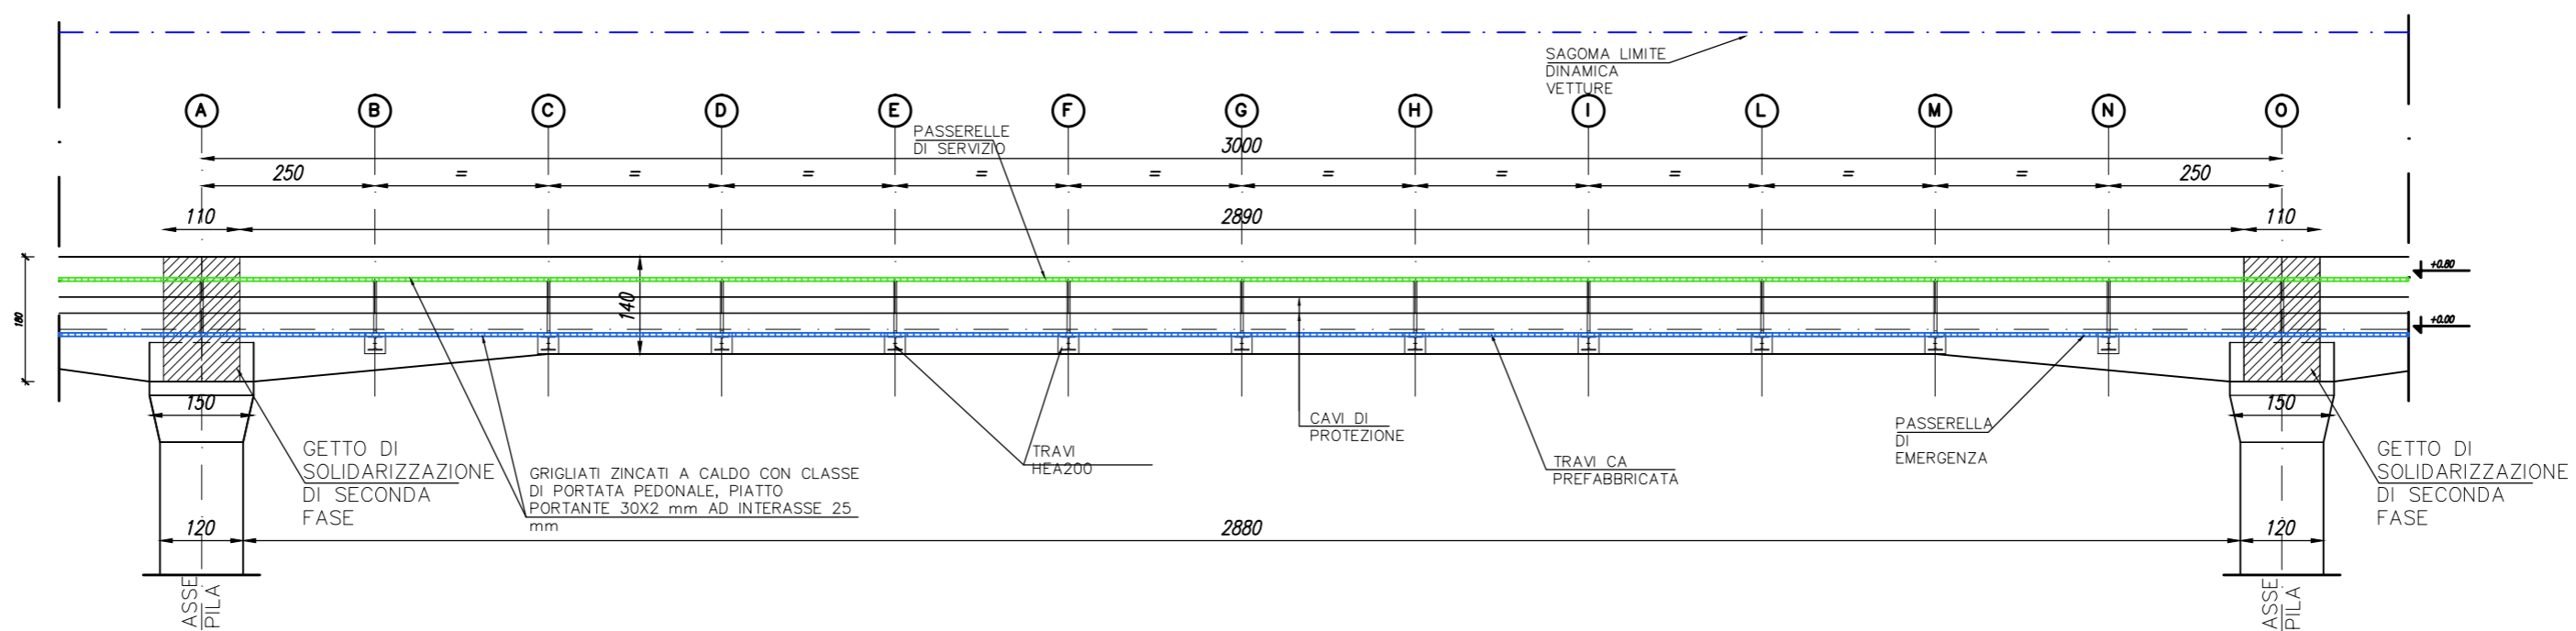 SAGOMA LIMITE
DINAMICA
VETTURE
A B C D E F G H I L M N O
PASSERELLE
DI SERVIZIO
3000
250 = = = = = = = = = = 250
110 2890 110
180
140
+0.80
+0.00
150
150
GETTO DI
SOLIDARIZZAZIONE
DI SECONDA
FASE
GRIGLIATI ZINCATI A CALDO CON CLASSE
DI PORTATA PEDONALE, PIATTO
PORTANTE 30X2 mm AD INTERASSE 25
mm
TRAVI
HEA200
CAVI DI
PROTEZIONE
TRAVI CA
PREFABBRICATA
PASSERELLA
DI
EMERGENZA
GETTO DI
SOLIDARIZZAZIONE
DI SECONDA
FASE
120 2880 120
ASSE
PILA
ASSE
PILA